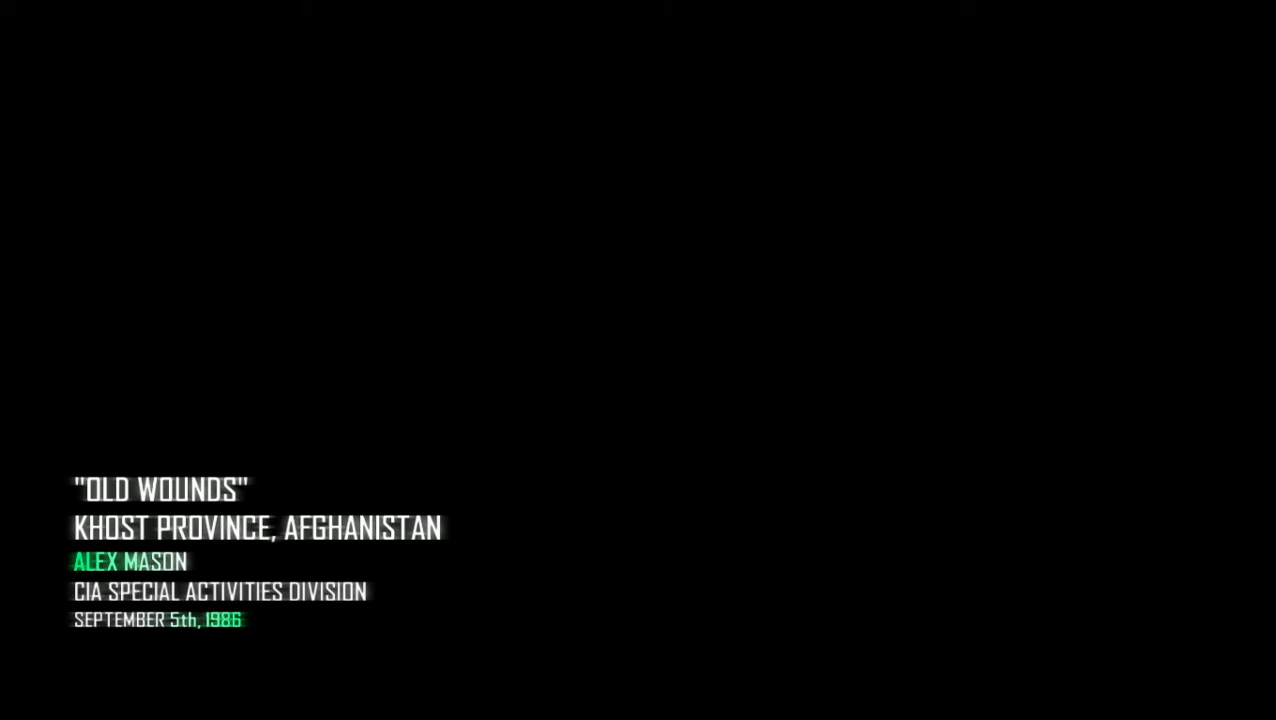 "OLD WOUNDS"
KHOST PROVINCE, AFGHANISTAN
ALEX MASON
CIA SPECIAL ACTIVITIES DIVISION
SEPTEMBER 5th, 1986